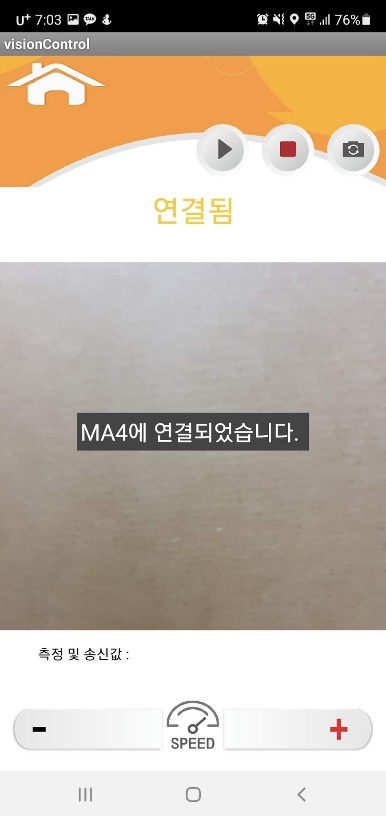 U⁺ 7:03 76%
visionControl
연결됨
MA4에 연결되었습니다.
측정 및 송신값 :
- +
SPEED